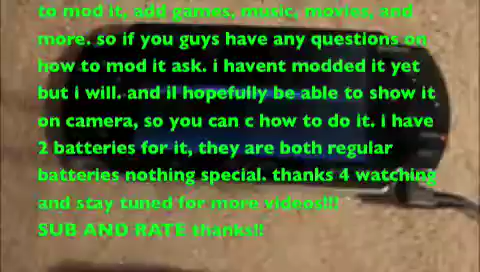 to mod it, add games, music, movies, and
more. so if you guys have any questions on
how to mod it ask. i havent modded it yet
but i will. and il hopefully be able to show it
on camera, so you can c how to do it. i have
2 batteries for it, they are both regular
batteries nothing special. thanks 4 watching
and stay tuned for more videos!!!
SUB AND RATE thanks!!